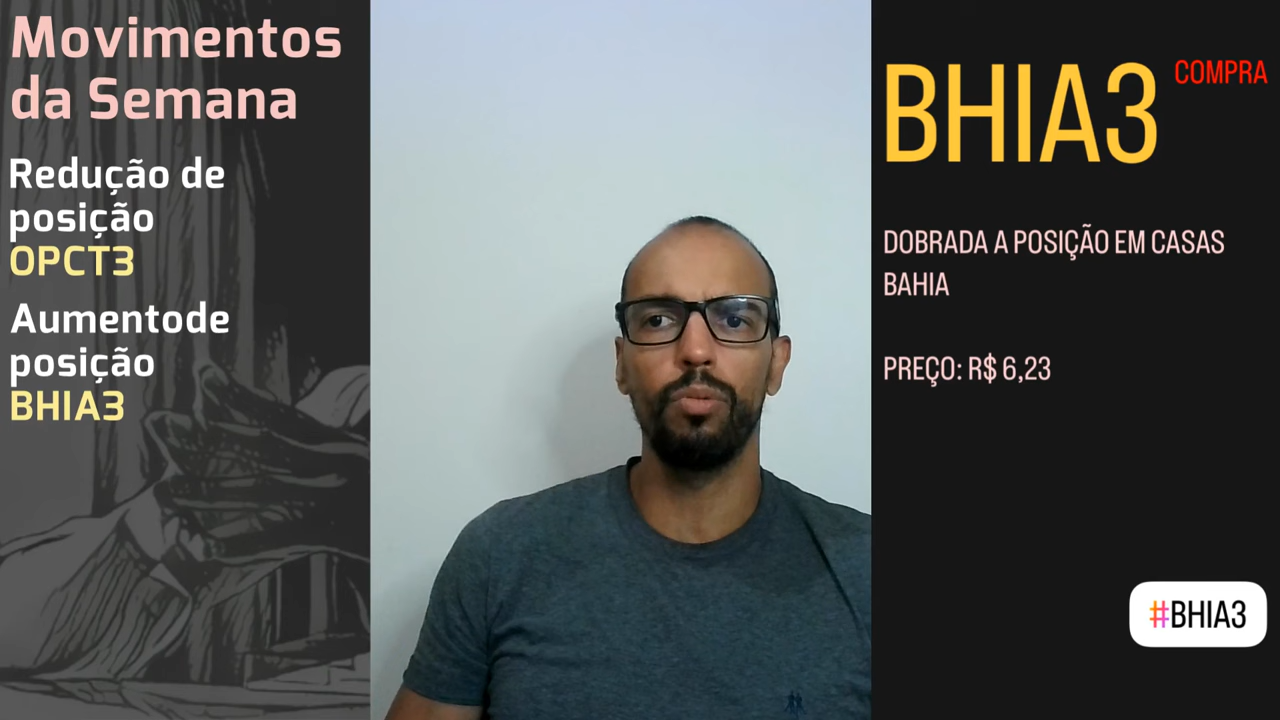 Movimentos
da Semana
Redução de
posição
OPCT3
Aumentode
posição
BHIA3
BHIA3
COMPRA
DOBRADA A POSIÇÃO EM CASAS
BAHIA
PREÇO: R$ 6,23
#BHIA3